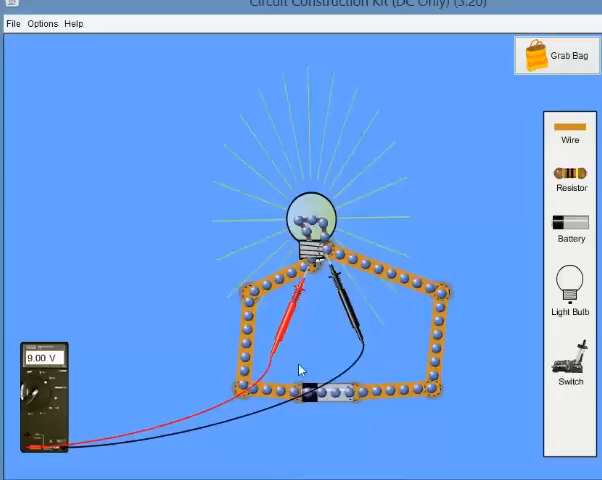 Circuit Construction Kit (DC Only) (3.20)
File Options Help
Grab Bag
Wire
Resistor
Battery
Light Bulb
Switch
9.00 V